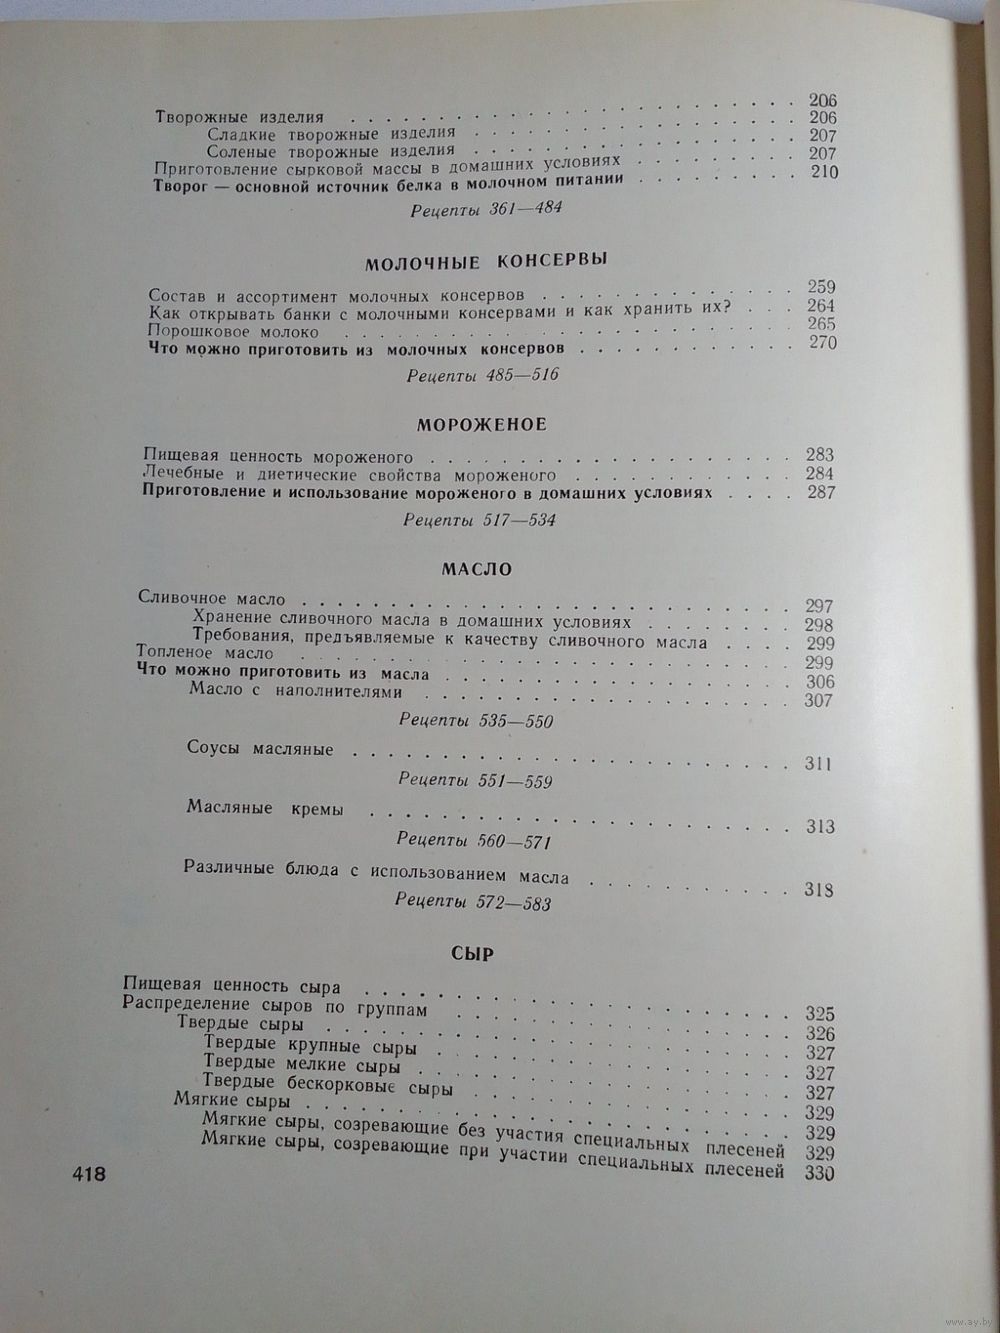 Творожные изделия . . . . . . . . . . . . . . . . . . . . . . . . 206
Сладкие творожные изделия . . . . . . . . . . . . . . . . . . 206
Соленые творожные изделия . . . . . . . . . . . . . . . . . . 207
Приготовление сырковой массы в домашних условиях . . . . . . . . . 207
Творог — основной источник белка в молочном питании . . . . . . . . . 210
Рецепты 361—484
МОЛОЧНЫЕ КОНСЕРВЫ
Состав и ассортимент молочных консервов . . . . . . . . . . . . . . 259
Как открывать банки с молочными консервами и как хранить их? . . . 264
Порошковое молоко . . . . . . . . . . . . . . . . . . . . . . . . 265
Что можно приготовить из молочных консервов . . . . . . . . . . . . 270
Рецепты 485—516
МОРОЖЕНОЕ
Пищевая ценность мороженого . . . . . . . . . . . . . . . . . . . 283
Лечебные и диетические свойства мороженого . . . . . . . . . . . . 284
Приготовление и использование мороженого в домашних условиях . . . . 287
Рецепты 517—534
МАСЛО
Сливочное масло . . . . . . . . . . . . . . . . . . . . . . . . . 297
Хранение сливочного масла в домашних условиях . . . . . . . . 298
Требования, предъявляемые к качеству сливочного масла . . . . 299
Топленое масло . . . . . . . . . . . . . . . . . . . . . . . . . 299
Что можно приготовить из масла . . . . . . . . . . . . . . . . . . 306
Масло с наполнителями . . . . . . . . . . . . . . . . . . . 307
Рецепты 535—550
Соусы масляные . . . . . . . . . . . . . . . . . . . . . . . 311
Рецепты 551—559
Масляные кремы . . . . . . . . . . . . . . . . . . . . . . 313
Рецепты 560—571
Различные блюда с использованием масла . . . . . . . . . . . 318
Рецепты 572—583
СЫР
Пищевая ценность сыра . . . . . . . . . . . . . . . . . . . . . . 325
Распределение сыров по группам . . . . . . . . . . . . . . . . . . 326
Твердые сыры . . . . . . . . . . . . . . . . . . . . . . . . 327
Твердые крупные сыры . . . . . . . . . . . . . . . . . . 327
Твердые мелкие сыры . . . . . . . . . . . . . . . . . . . 327
Твердые бескорковые сыры . . . . . . . . . . . . . . . . . 329
Мягкие сыры . . . . . . . . . . . . . . . . . . . . . . . . . 329
Мягкие сыры, созревающие без участия специальных плесеней 329
Мягкие сыры, созревающие при участии специальных плесеней 330
418
www.ay.by